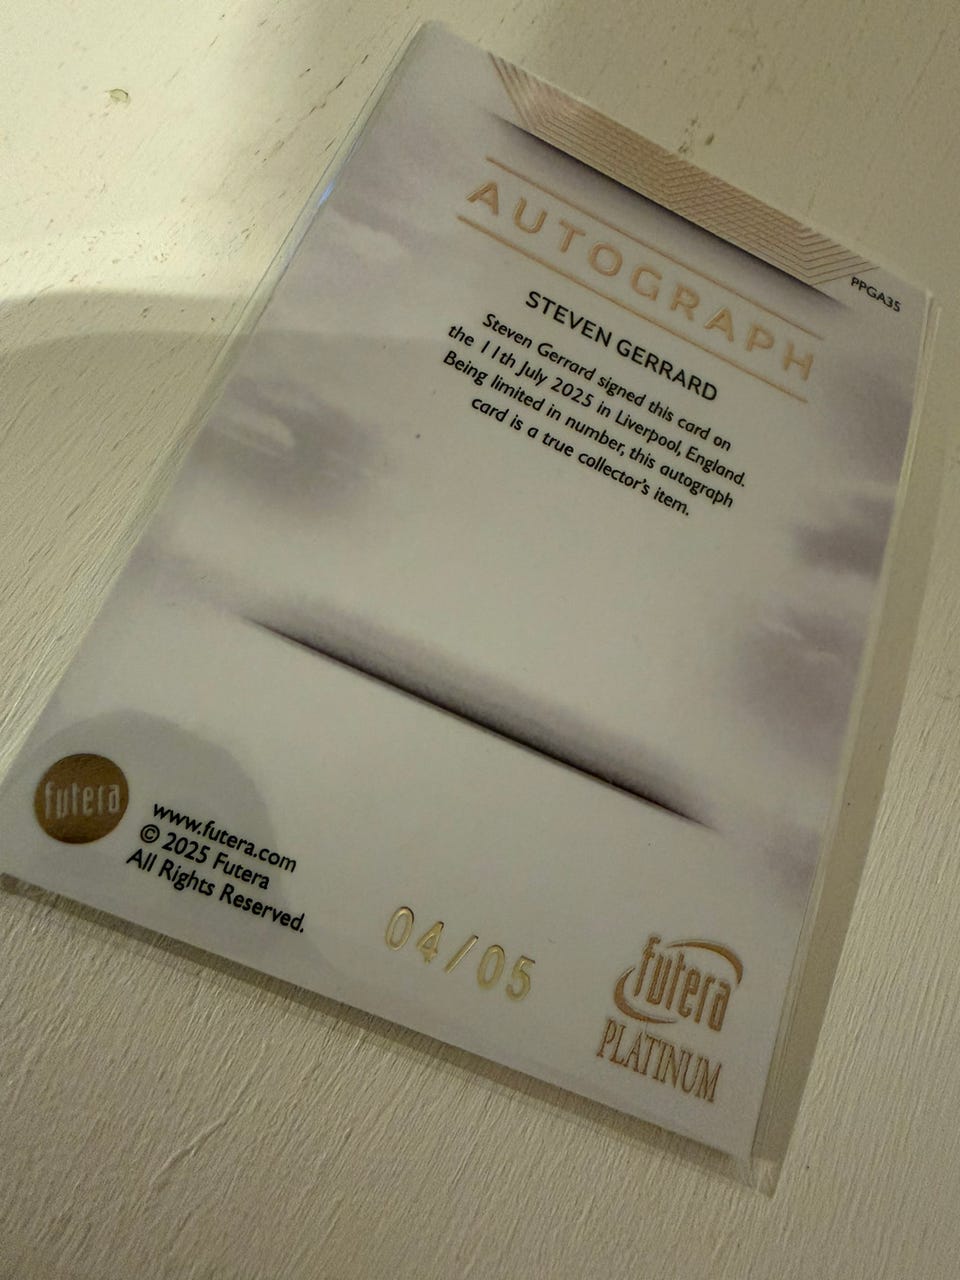 PPGA35
AUTOGRAPH
STEVEN GERRARD
Steven Gerrard signed this card on
the 11th July 2025 in Liverpool, England.
Being limited in number, this autograph
card is a true collector's item.
futera
www.futera.com
© 2025 Futera
All Rights Reserved.
04/05
futera
PLATINUM